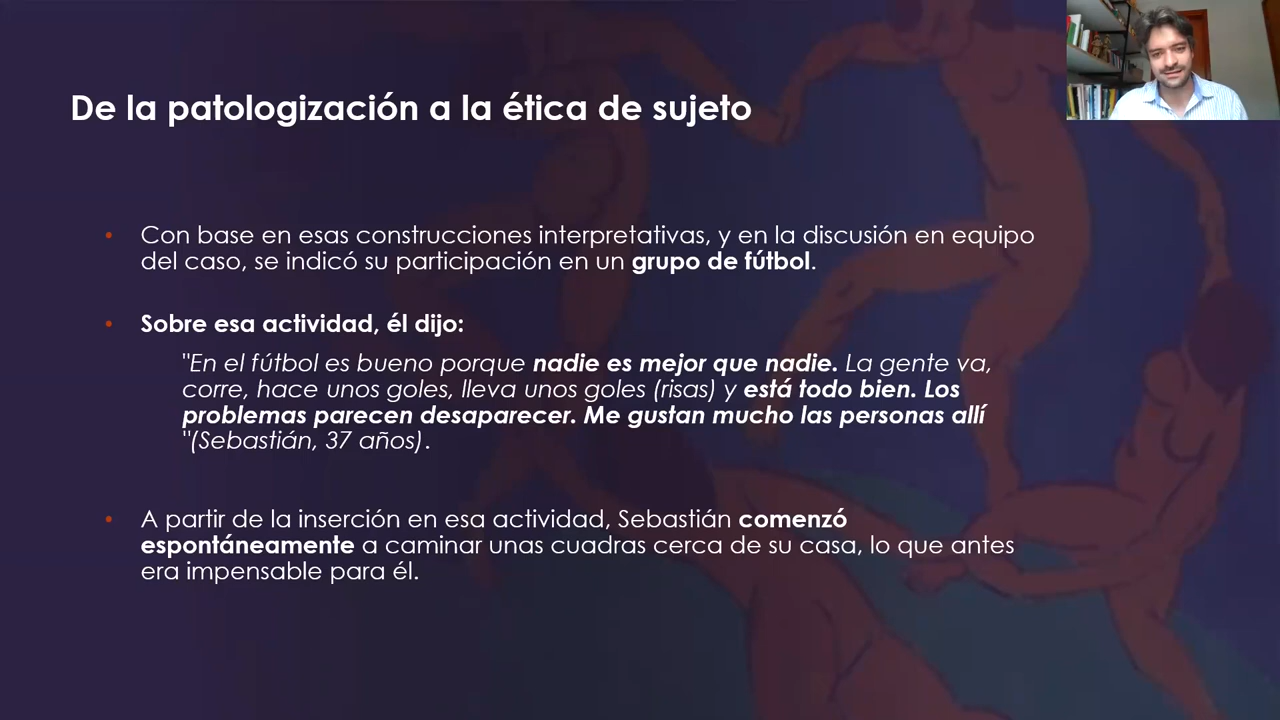 De la patologización a la ética de sujeto
• Con base en esas construcciones interpretativas, y en la discusión en equipo
del caso, se indicó su participación en un grupo de fútbol.
• Sobre esa actividad, él dijo:
"En el fútbol es bueno porque nadie es mejor que nadie. La gente va,
corre, hace unos goles, lleva unos goles (risas) y está todo bien. Los
problemas parecen desaparecer. Me gustan mucho las personas allí
"(Sebastián, 37 años).
• A partir de la inserción en esa actividad, Sebastián comenzó
espontáneamente a caminar unas cuadras cerca de su casa, lo que antes
era impensable para él.